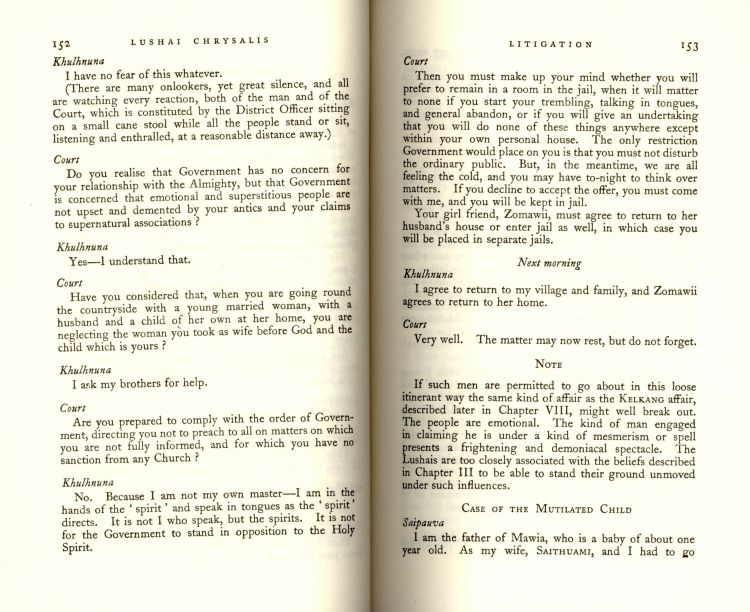 152 LUSHAI CHRYSALIS
Khulhnuna
I have no fear of this whatever.
(There are many onlookers, yet great silence, and all
are watching every reaction, both of the man and of the
Court, which is constituted by the District Officer sitting
on a small cane stool while all the people stand or sit,
listening and enthralled, at a reasonable distance away.)
Court
Do you realise that Government has no concern for
your relationship with the Almighty, but that Government
is concerned that emotional and superstitious people are
not upset and demented by your antics and your claims
to supernatural associations ?
Khulhnuna
Yes—I understand that.
Court
Have you considered that, when you are going round
the countryside with a young married woman, with a
husband and a child of her own at her home, you are
neglecting the woman you took as wife before God and the
child which is yours ?
Khulhnuna
I ask my brothers for help.
Court
Are you prepared to comply with the order of Govern-
ment, directing you not to preach to all on matters on which
you are not fully informed, and for which you have no
sanction from any Church ?
Khulhnuna
No. Because I am not my own master—I am in the
hands of the ' spirit ' and speak in tongues as the ' spirit '
directs. It is not I who speak, but the spirits. It is not
for the Government to stand in opposition to the Holy
Spirit.
LITIGATION 153
Court
Then you must make up your mind whether you will
prefer to remain in a room in the jail, when it will matter
to none if you start your trembling, talking in tongues,
and general abandon, or if you will give an undertaking
that you will do none of these things anywhere except
within your own personal house. The only restriction
Government would place on you is that you must not disturb
the ordinary public. But, in the meantime, we are all
feeling the cold, and you may have to-night to think over
matters. If you decline to accept the offer, you must come
with me, and you will be kept in jail.
Your girl friend, Zomawii, must agree to return to her
husband's house or enter jail as well, in which case you
will be placed in separate jails.
Next morning
Khulhnuna
I agree to return to my village and family, and Zomawii
agrees to return to her home.
Court
Very well. The matter may now rest, but do not forget.
NOTE
If such men are permitted to go about in this loose
itinerant way the same kind of affair as the KELKANG affair,
described later in Chapter VIII, might well break out.
The people are emotional. The kind of man engaged
in claiming he is under a kind of mesmerism or spell
presents a frightening and demoniacal spectacle. The
Lushais are too closely associated with the beliefs described
in Chapter III to be able to stand their ground unmoved
under such influences.
CASE OF THE MUTILATED CHILD
Saipauva
I am the father of Mawia, who is a baby of about one
year old. As my wife, SAITHUAMI, and I had to go